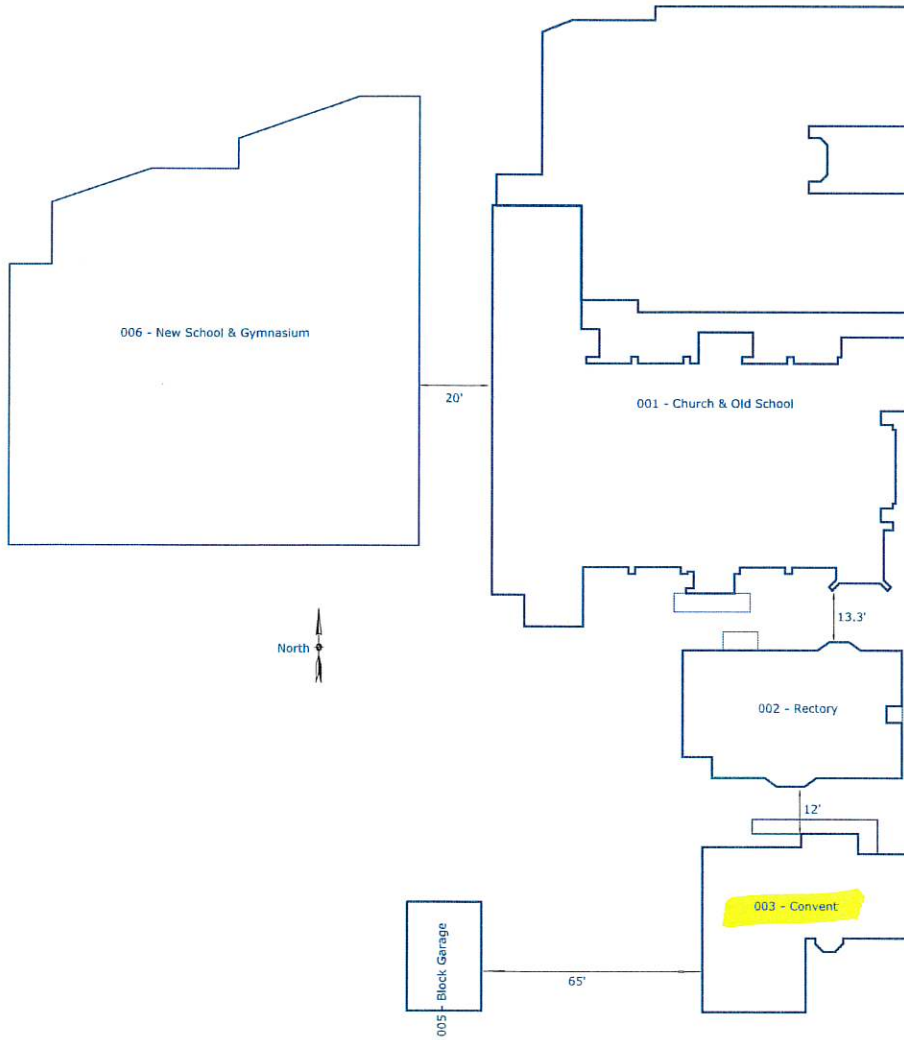 006 - New School & Gymnasium
20'
001 - Church & Old School
13.3'
North
002 - Rectory
12'
003 - Convent
005 - Block Garage
65'